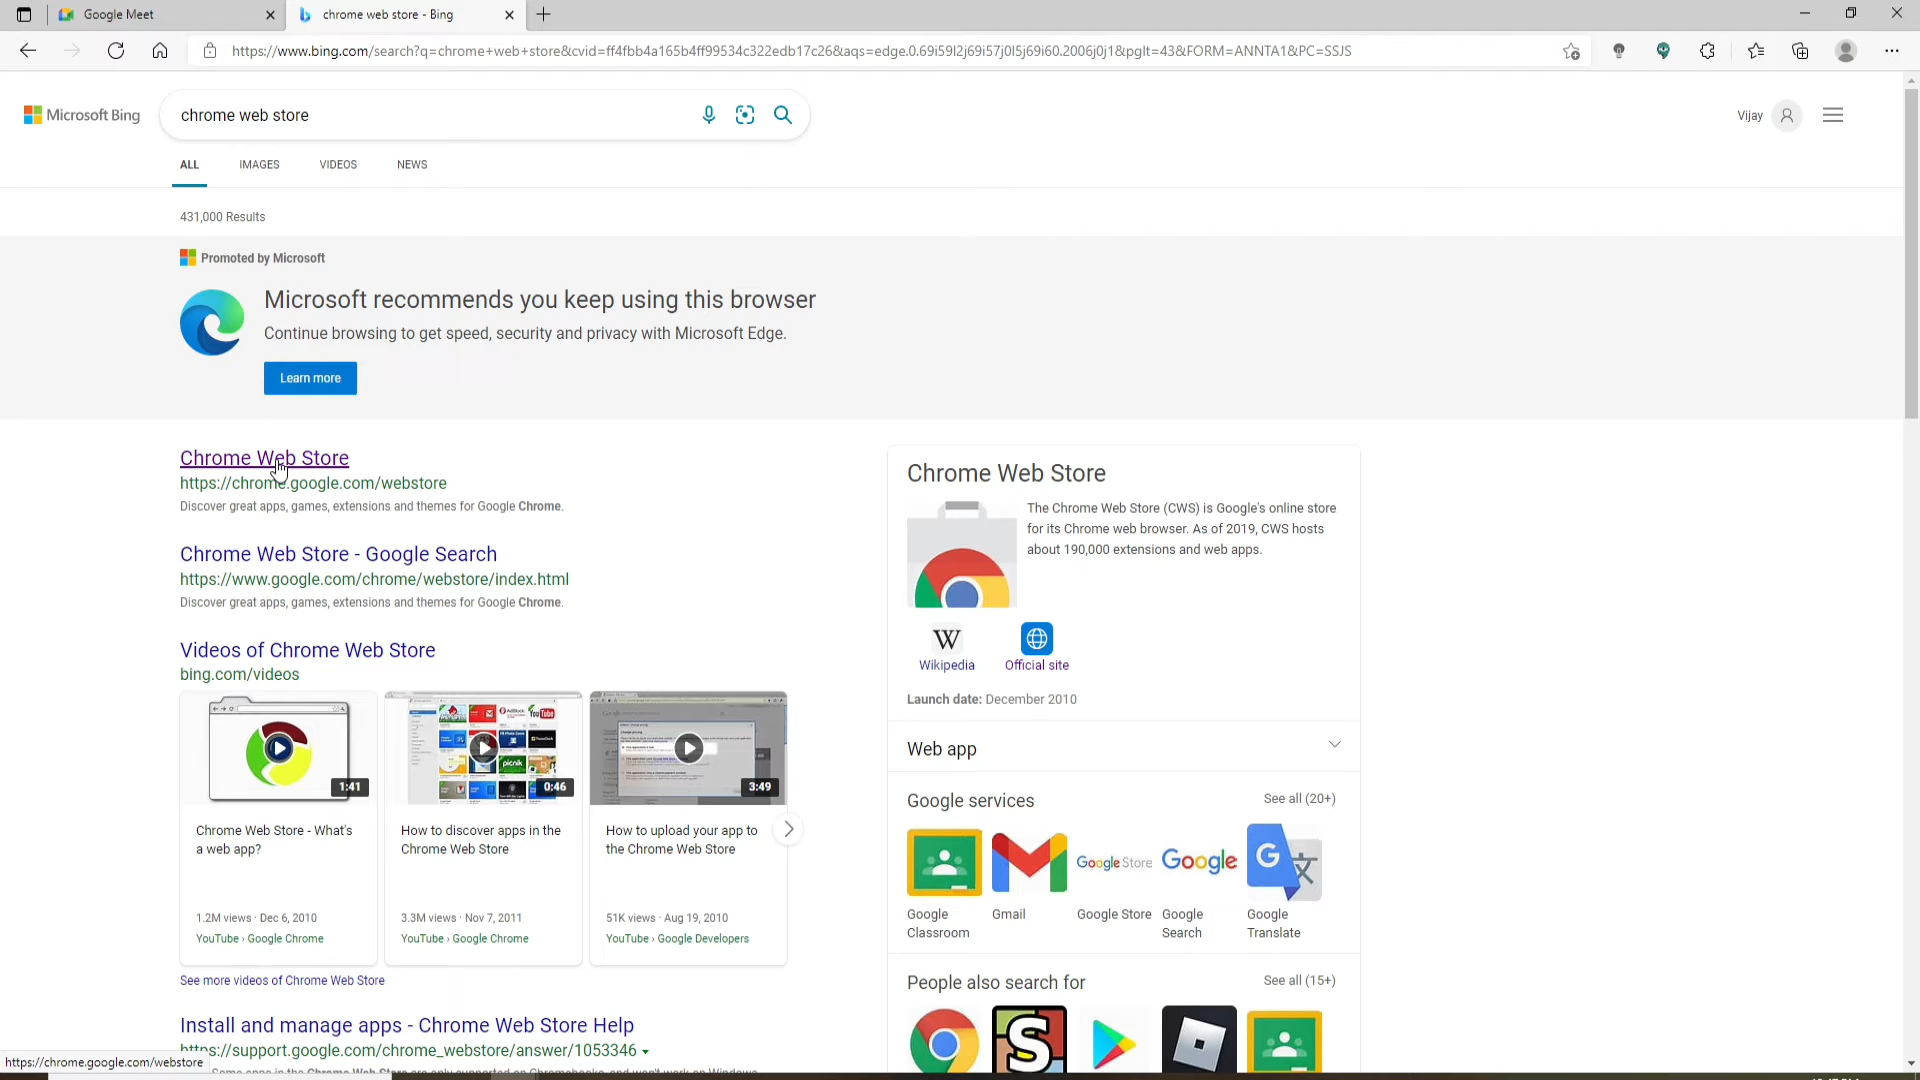 Google Meet
chrome web store - Bing
https://www.bing.com/search?q=chrome+web+store&cvid=ff4fbb4a165b4ff99534c322edb17c26&aqs=edge.0.69i59l2j69i57j0l5j69i60.2006j0j1&pglt=43&FORM=ANNTA1&PC=SSJS
Microsoft Bing
chrome web store
Vijay
ALL IMAGES VIDEOS NEWS
431,000 Results
Promoted by Microsoft
Microsoft recommends you keep using this browser
Continue browsing to get speed, security and privacy with Microsoft Edge.
Learn more
Chrome Web Store
https://chrome.google.com/webstore
Discover great apps, games, extensions and themes for Google Chrome.
Chrome Web Store - Google Search
https://www.google.com/chrome/webstore/index.html
Discover great apps, games, extensions and themes for Google Chrome.
Videos of Chrome Web Store
bing.com/videos
1:41
0:46
3:49
Chrome Web Store - What's
a web app?
1.2M views · Dec 6, 2010
YouTube › Google Chrome
How to discover apps in the
Chrome Web Store
3.3M views · Nov 7, 2011
YouTube › Google Chrome
How to upload your app to
the Chrome Web Store
51K views · Aug 19, 2010
YouTube › Google Developers
See more videos of Chrome Web Store
Install and manage apps - Chrome Web Store Help
https://support.google.com/chrome_webstore/answer/1053346
https://chrome.google.com/webstore
Chrome Web Store
The Chrome Web Store (CWS) is Google's online store
for its Chrome web browser. As of 2019, CWS hosts
about 190,000 extensions and web apps.
W
Wikipedia
Official site
Launch date: December 2010
Web app
Google services
See all (20+)
Google Store
Google
G
Google
Classroom
Gmail
Google Store
Google
Search
Google
Translate
People also search for
See all (15+)
S